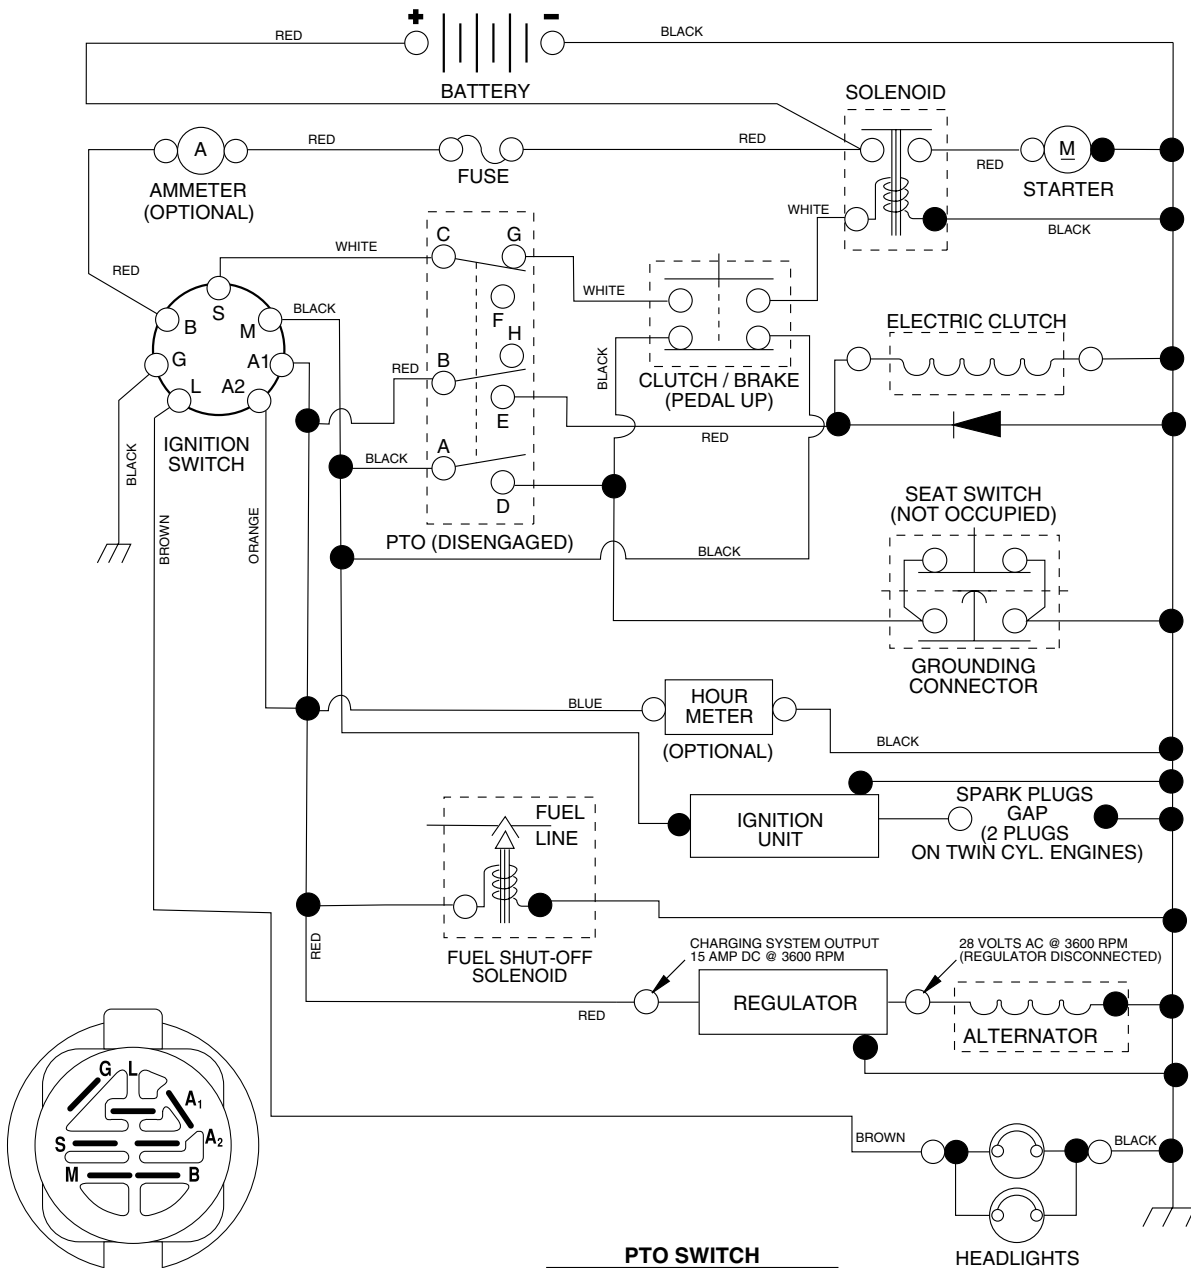 + -
RED
BLACK
BATTERY
SOLENOID
RED
RED
RED
A
M
FUSE
AMMETER
(OPTIONAL)
STARTER
WHITE
BLACK
C G
WHITE
RED
WHITE
BLACK
S
B M
F
G A1
H
L A2
ELECTRIC CLUTCH
RED
B
BLACK
CLUTCH / BRAKE
(PEDAL UP)
E
RED
IGNITION
SWITCH
BLACK
A
BLACK
D
SEAT SWITCH
(NOT OCCUPIED)
BROWN
ORANGE
PTO (DISENGAGED)
BLACK
GROUNDING
CONNECTOR
BLUE
HOUR
METER
(OPTIONAL)
BLACK
SPARK PLUGS
GAP
(2 PLUGS
ON TWIN CYL. ENGINES)
IGNITION
UNIT
FUEL
LINE
RED
FUEL SHUT-OFF
SOLENOID
CHARGING SYSTEM OUTPUT
15 AMP DC @ 3600 RPM
28 VOLTS AC @ 3600 RPM
(REGULATOR DISCONNECTED)
REGULATOR
RED
ALTERNATOR
G L
A1
S A2
M B
BROWN
BLACK
PTO SWITCH
HEADLIGHTS